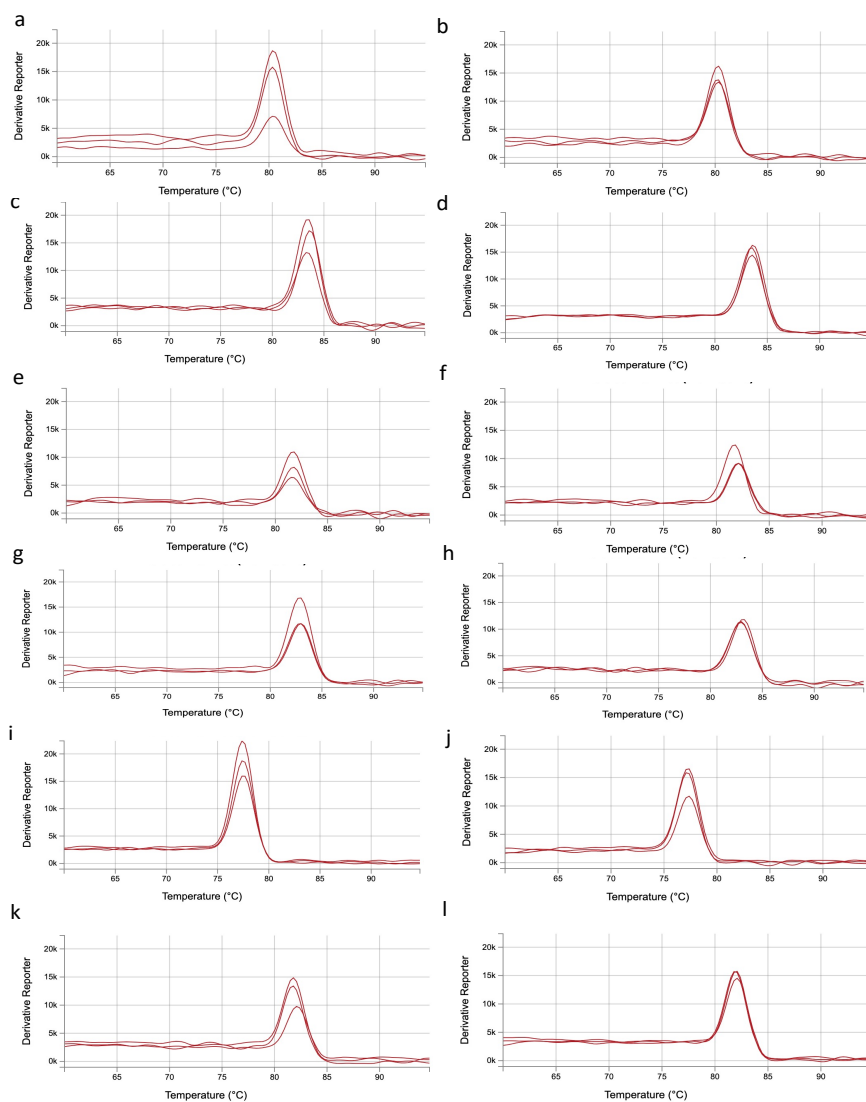 a
Derivative Reporter
20k
15k
10k
5k
0k
65 70 75 80 85 90
Temperature (°C)
b
Derivative Reporter
20k
15k
10k
5k
0k
65 70 75 80 85 90
Temperature (°C)
c
Derivative Reporter
20k
15k
10k
5k
0k
65 70 75 80 85 90
Temperature (°C)
d
Derivative Reporter
20k
15k
10k
5k
0k
65 70 75 80 85 90
Temperature (°C)
e
Derivative Reporter
20k
15k
10k
5k
0k
65 70 75 80 85 90
Temperature (°C)
f
Derivative Reporter
20k
15k
10k
5k
0k
65 70 75 80 85 90
Temperature (°C)
g
Derivative Reporter
20k
15k
10k
5k
0k
65 70 75 80 85 90
Temperature (°C)
h
Derivative Reporter
20k
15k
10k
5k
0k
65 70 75 80 85 90
Temperature (°C)
i
Derivative Reporter
20k
15k
10k
5k
0k
65 70 75 80 85 90
Temperature (°C)
j
Derivative Reporter
20k
15k
10k
5k
0k
65 70 75 80 85 90
Temperature (°C)
k
Derivative Reporter
20k
15k
10k
5k
0k
65 70 75 80 85 90
Temperature (°C)
l
Derivative Reporter
20k
15k
10k
5k
0k
65 70 75 80 85 90
Temperature (°C)